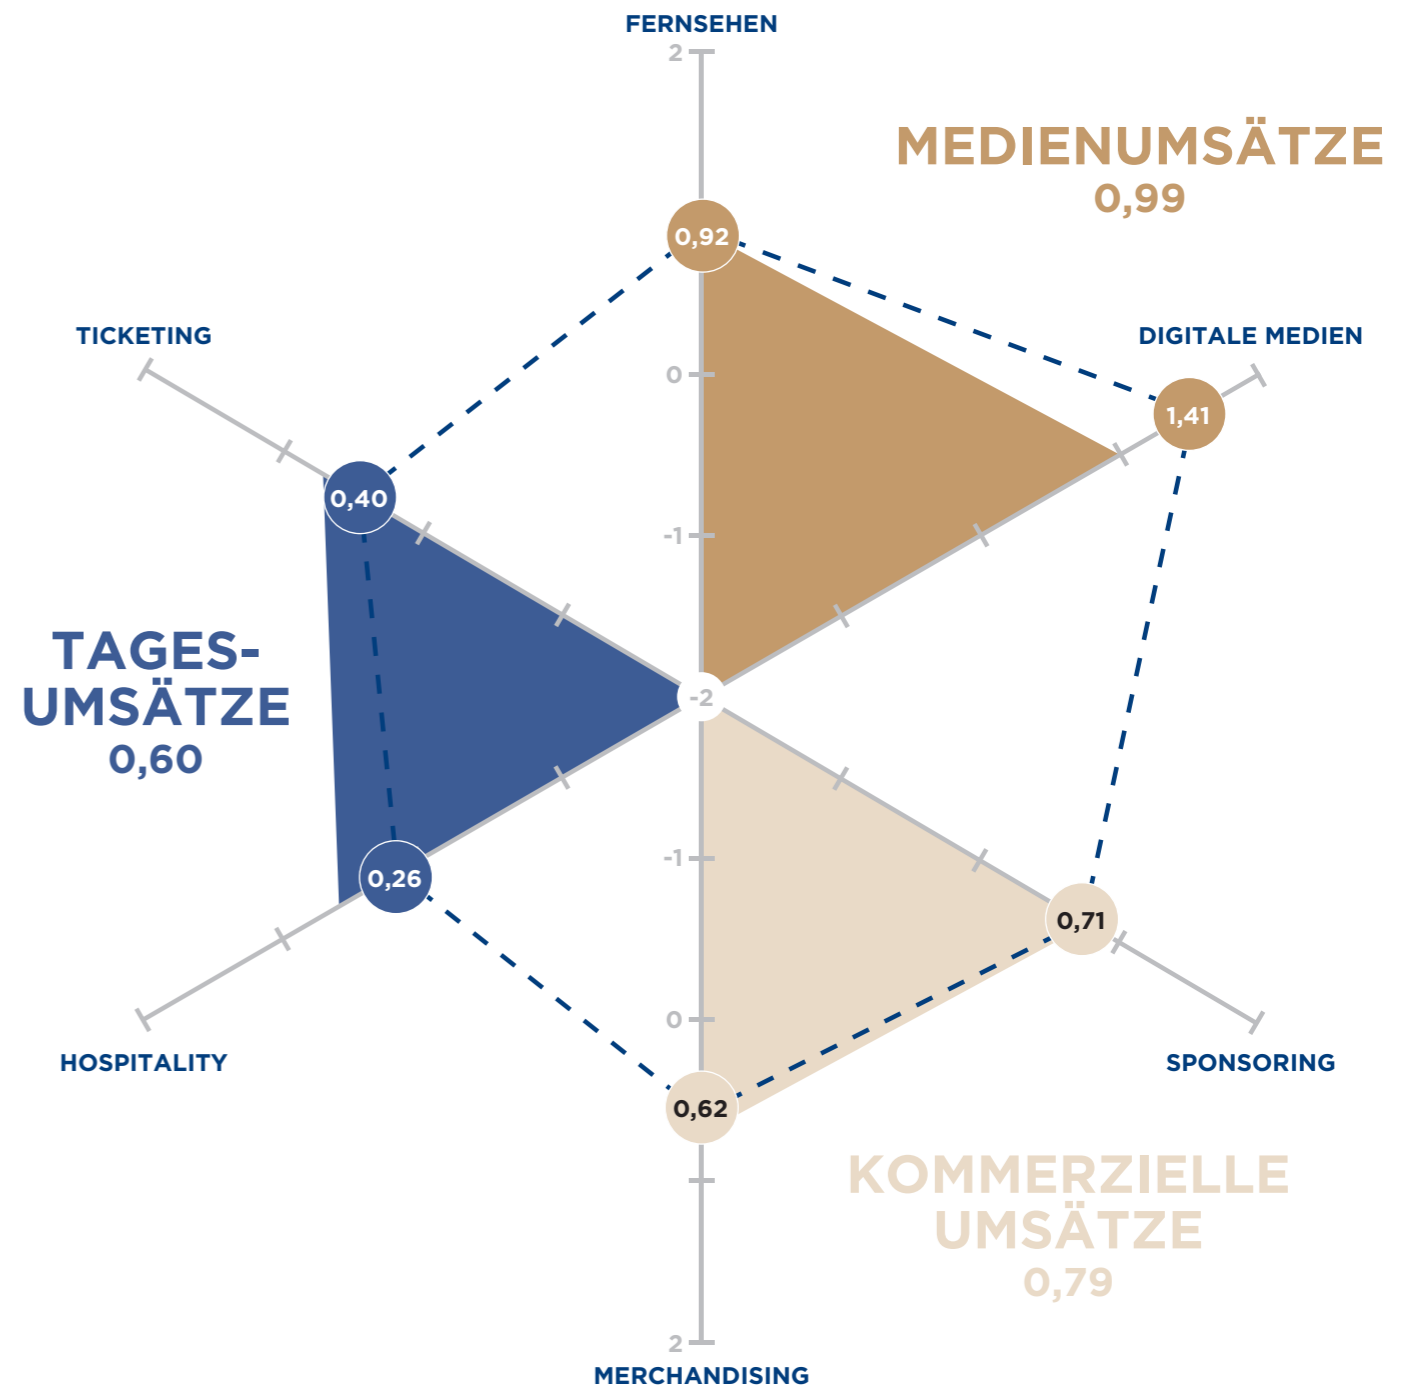 FERNSEHEN
2
MEDIENUMSÄTZE
0,99
0,92
TICKETING
DIGITALE MEDIEN
0
1,41
0,40
-1
TAGES-
UMSÄTZE
0,60
-2
-1
0,26
0,71
0
HOSPITALITY
SPONSORING
0,62
KOMMERZIELLE
UMSÄTZE
0,79
2
MERCHANDISING